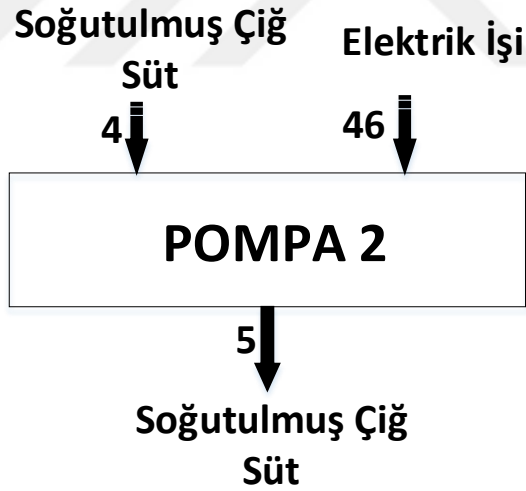 Soğutulmuş Çiğ
Süt
Elektrik İşi
4
46
POMPA 2
5
Soğutulmuş Çiğ
Süt